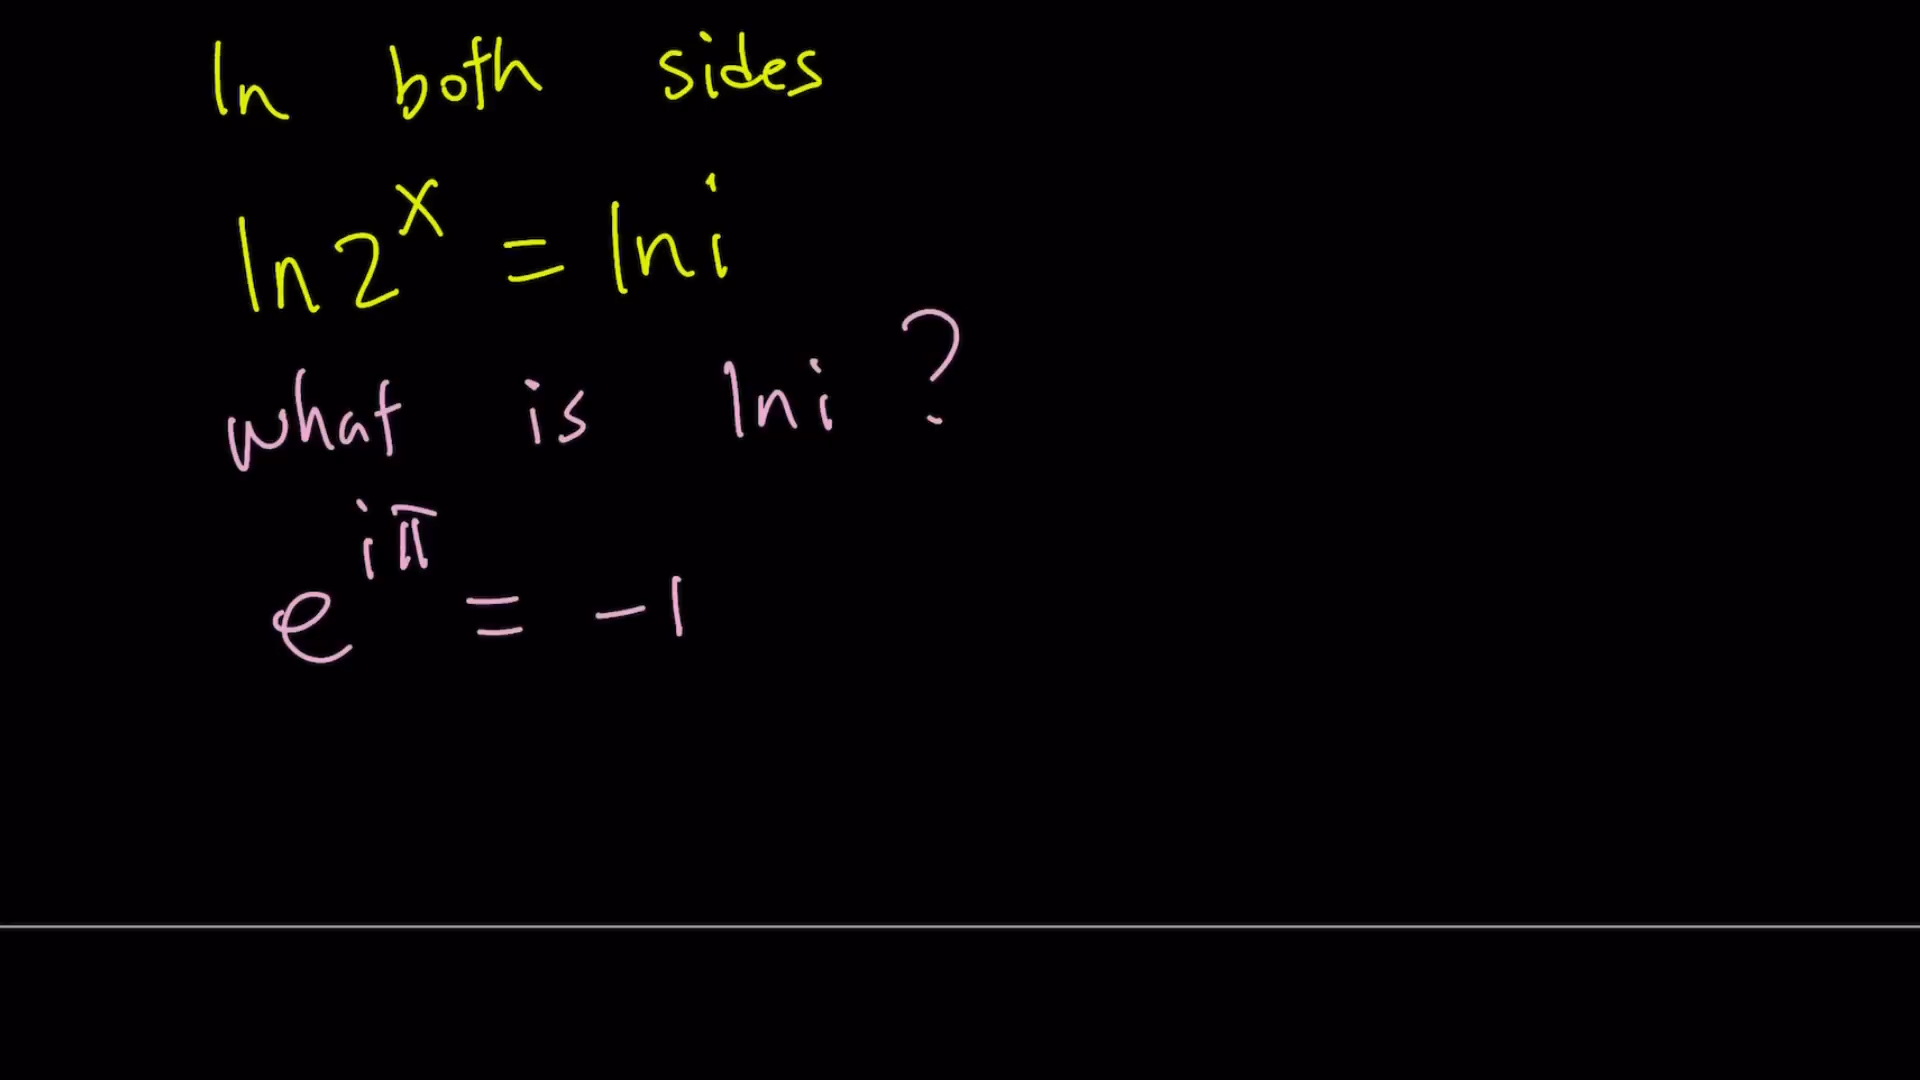 ln both sides
ln 2^x = ln i
what is ln i ?
e^iπ = -1